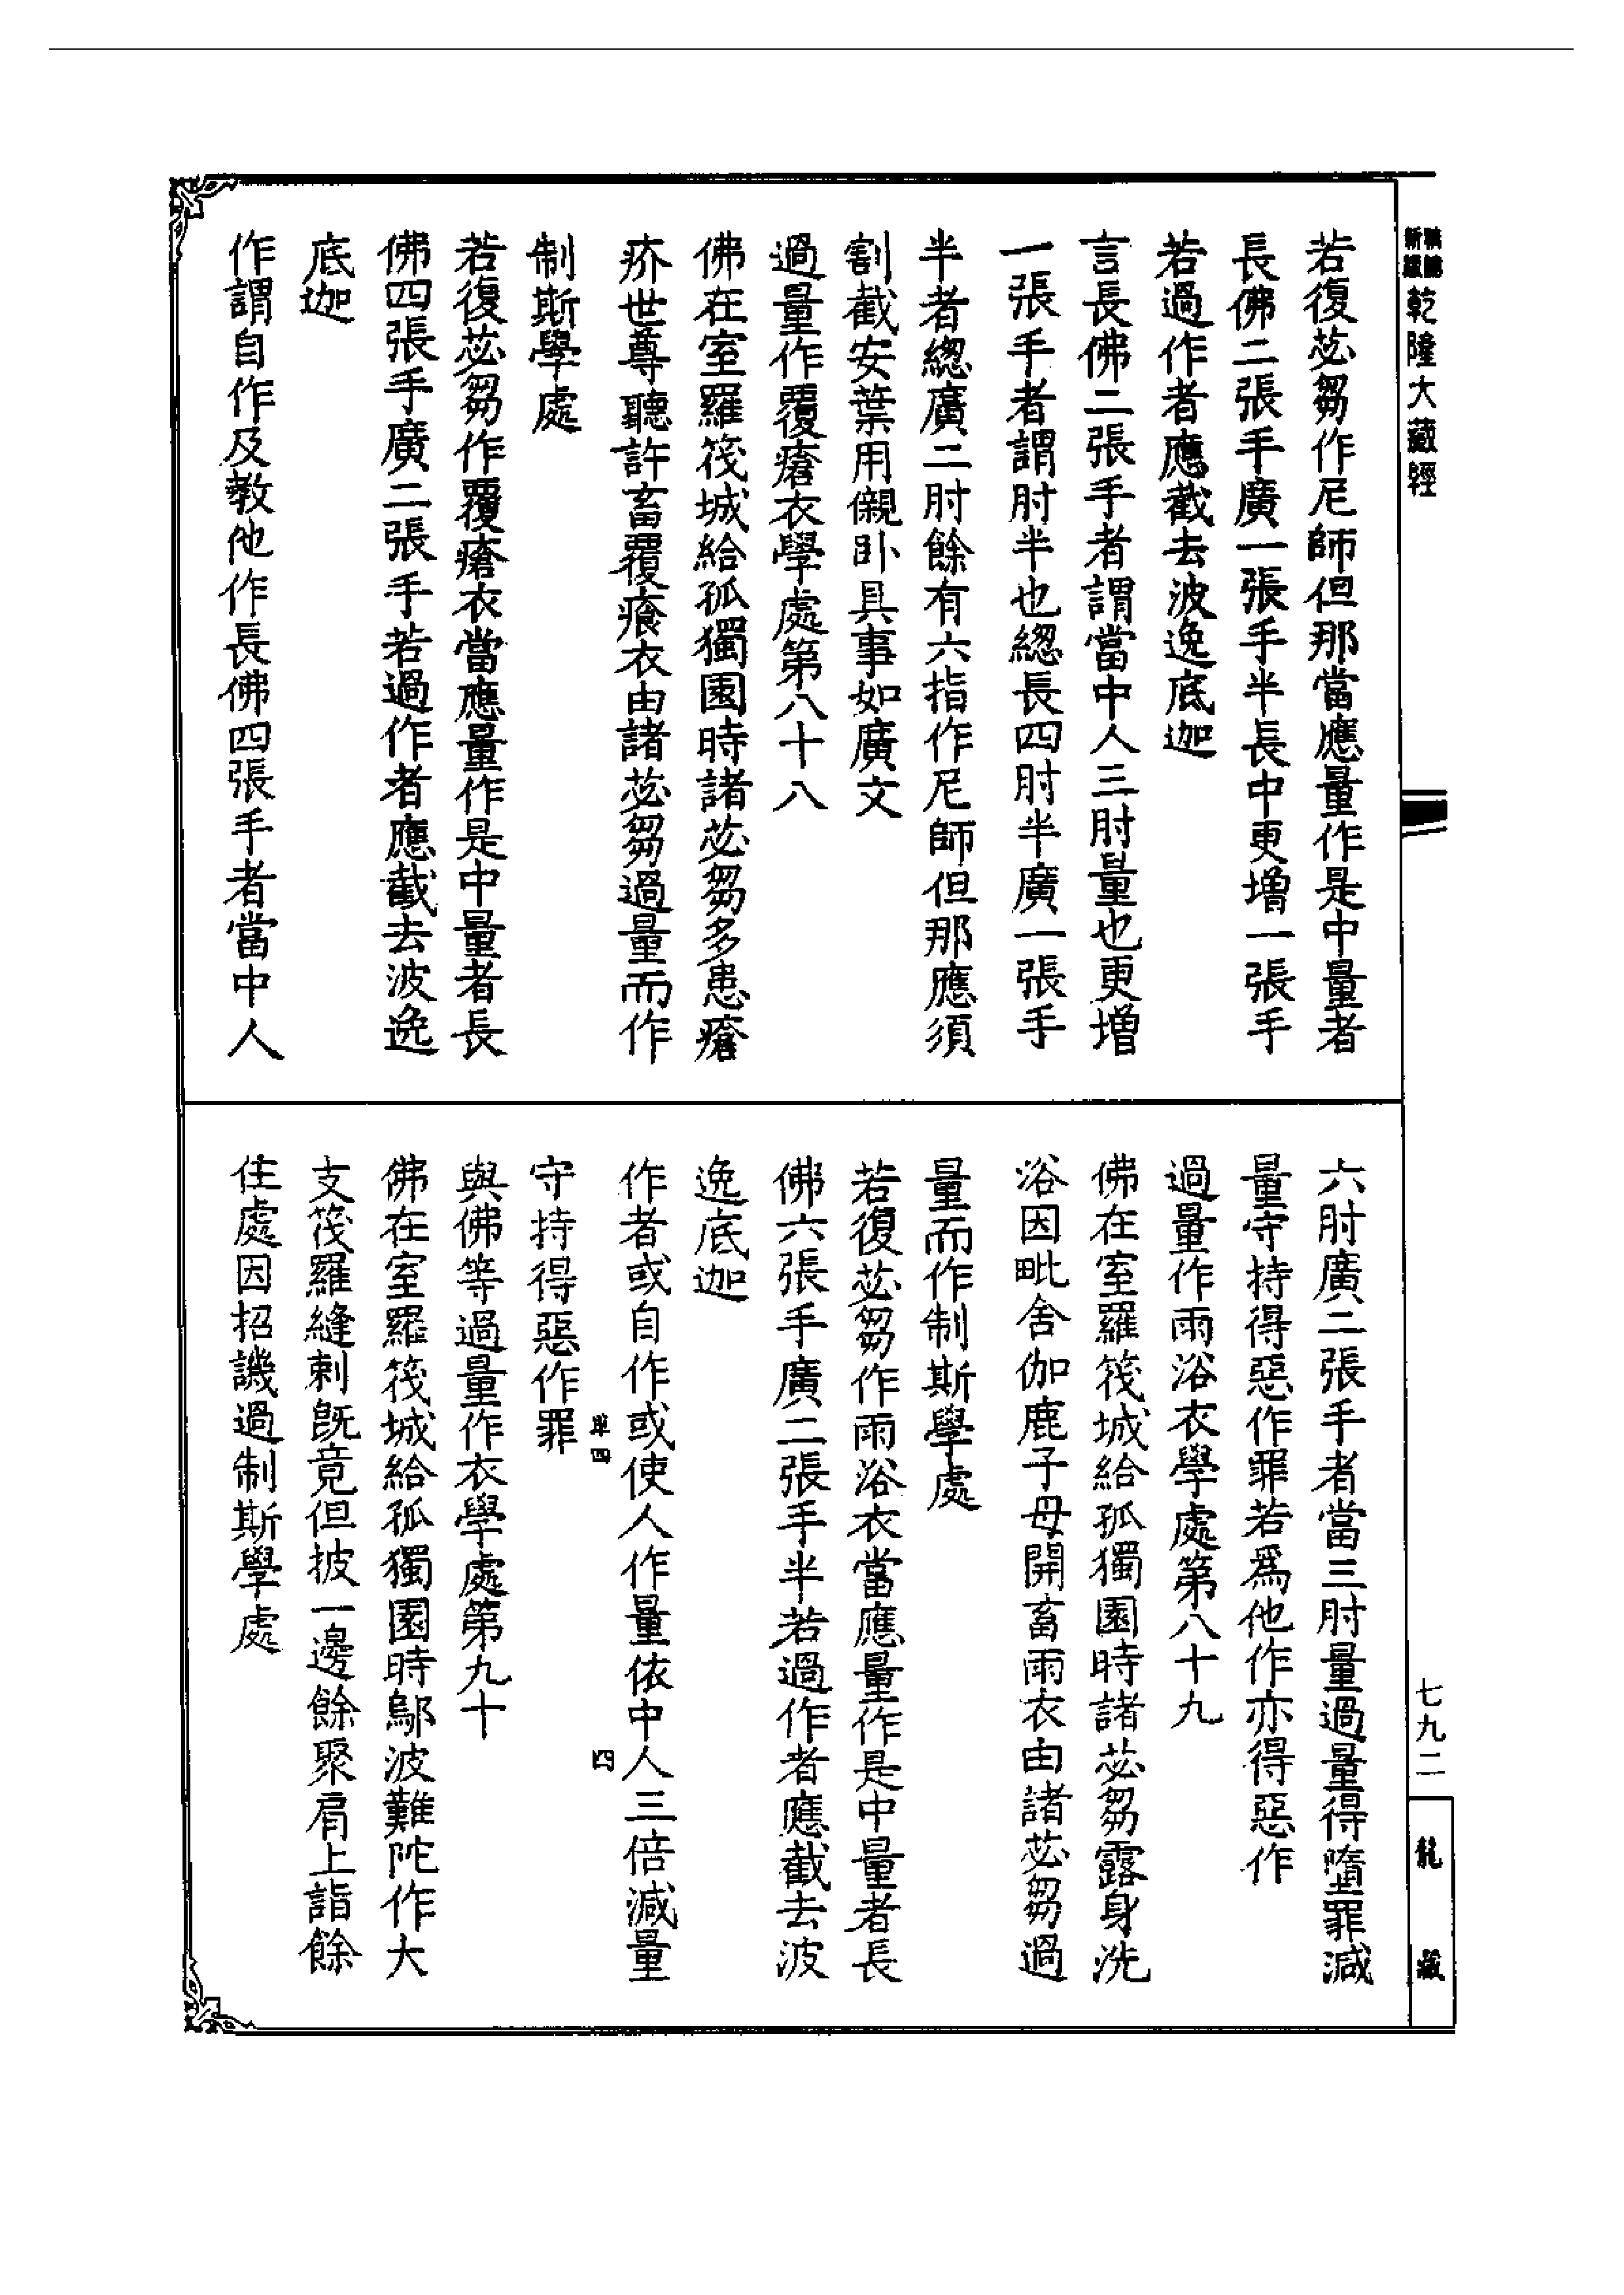 乾隆大藏經
若復苾芻作尼師但那當應量作是中量者
長佛二張手廣一張手半長中更增一張手
若過作者應截去波逸底迦
言長佛二張手者謂當中人三肘量也更增
一張手者謂肘半也緫長四肘半廣一張手
半者緫廣二肘餘有六指作尼師但那應須
割截安葉用儭卧具事如廣文
過量作覆瘡衣學處第八十八
佛在室羅筏城給孤獨園時諸苾芻多患瘡
疥世尊聽許畜覆瘡衣由諸苾芻過量而作
制斯學處
若復苾芻作覆瘡衣當應量作是中量者長
佛四張手廣二張手若過作者應截去波逸
底迦
作謂自作及教他作長佛四張手者當中人
六肘廣二張手者當三肘量過量得墮罪減
量守持得惡作罪若爲他作亦得惡作
過量作雨浴衣學處第八十九
佛在室羅筏城給孤獨園時諸苾芻露身洗
浴因毗舍伽鹿子母開畜雨衣由諸苾芻過
量而作制斯學處
若復苾芻作雨浴衣當應量作是中量者長
佛六張手廣二張手半若過作者應截去波
逸底迦
作者或自作或使人作量依中人三倍減量
四
守持得惡作罪
與佛等過量作衣學處第九十
佛在室羅筏城給孤獨園時鄔波難陀作大
支筏羅縫刺旣竟但披一邊餘聚肩上詣餘
住處因招譏過制斯學處
七九二
龍藏